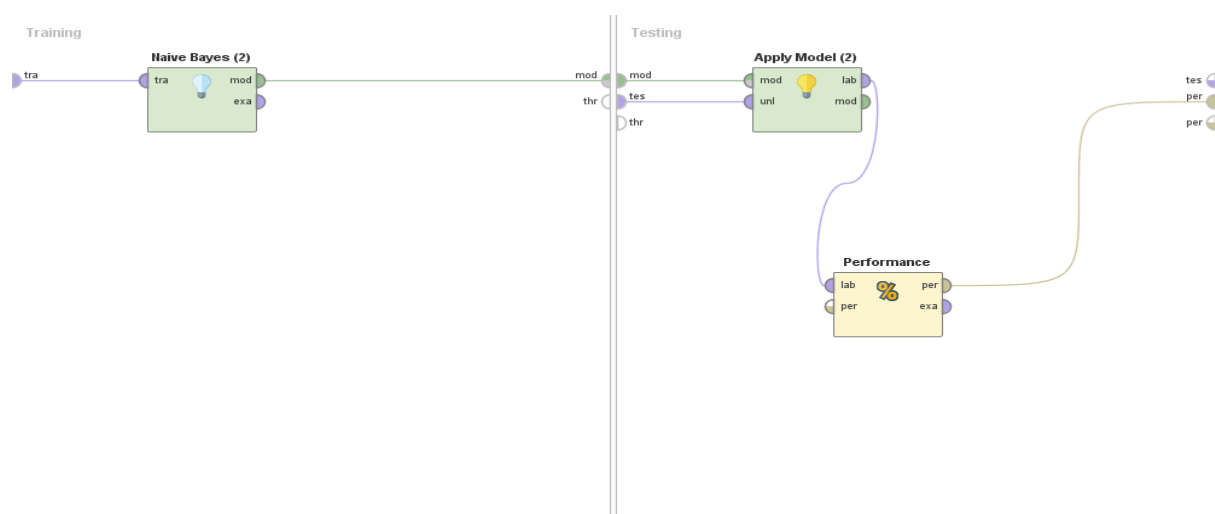 Training
Testing
Naive Bayes (2)
Apply Model (2)
tra
tra
mod
exa
mod
thr
mod
tes
thr
mod
unl
lab
mod
tes
per
per
Performance
lab
per
per
exa
%